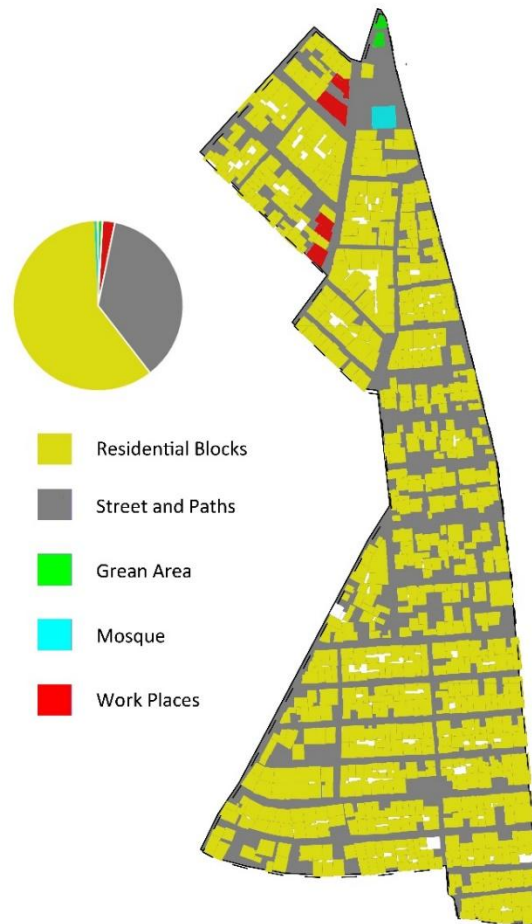 Residential Blocks
Street and Paths
Grean Area
Mosque
Work Places